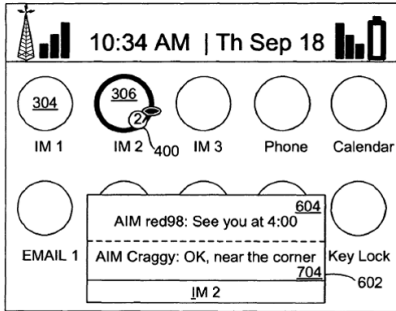 10:34 AM | Th Sep 18
304
306
2
400
IM 1
IM 2
IM 3
Phone
Calendar
604
AIM red98: See you at 4:00
EMAIL 1
AIM Craggy: OK, near the corner
Key Lock
704
602
IM 2